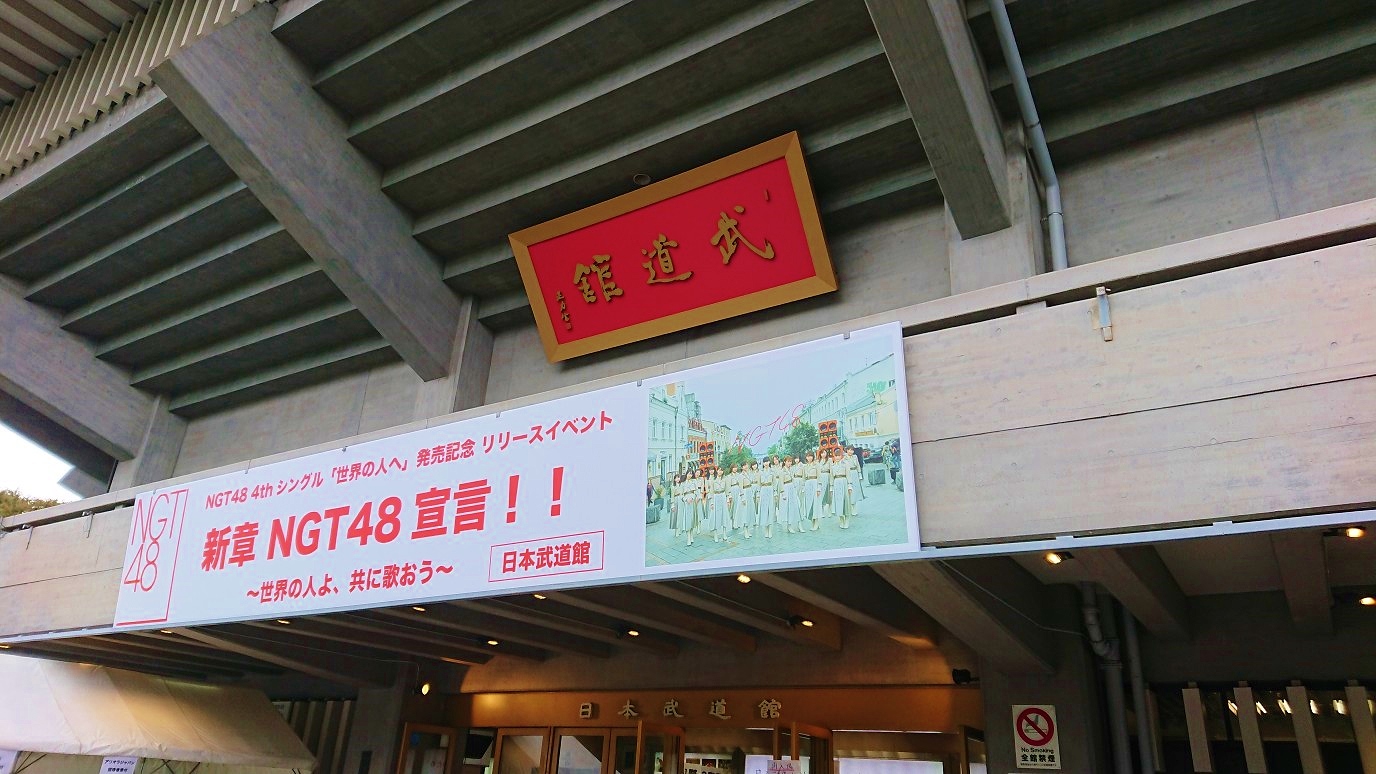 武道館
NGT48
NGT48 4th シングル「世界の人へ」発売記念 リリースイベント
新章 NGT48 宣言!!
～世界の人よ、共に歌おう～
日本武道館
NGT48
日本武道館
No Smoking
全館禁煙